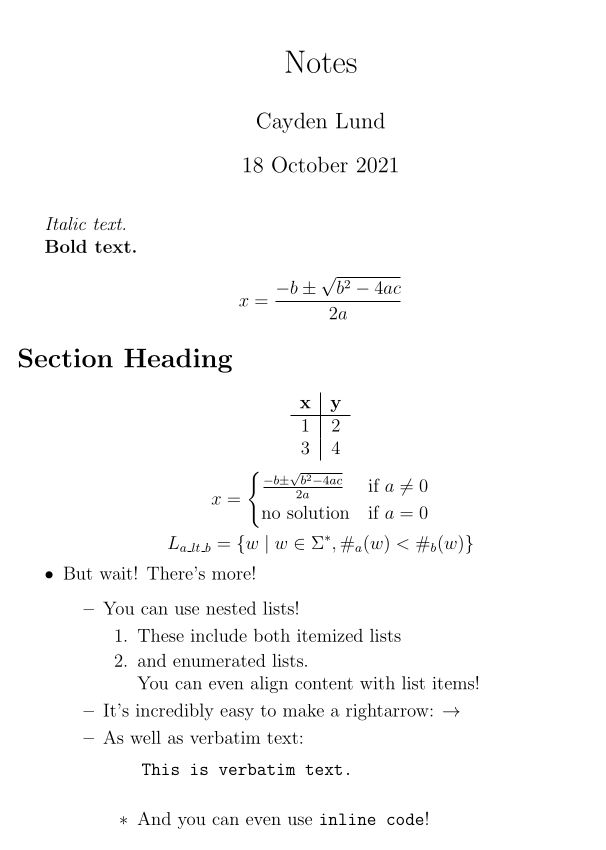 Notes
Cayden Lund
18 October 2021
Italic text.
Bold text.
x = \frac{-b \pm \sqrt{b^2 - 4ac}}{2a}
Section Heading
x y
1 2
3 4
x = \begin{cases} \frac{-b \pm \sqrt{b^2 - 4ac}}{2a} & \text{if } a \neq 0 \\ \text{no solution} & \text{if } a = 0 \end{cases}
L_{a\_lt\_b} = \{w \mid w \in \Sigma^*, \#_a(w) < \#_b(w)\}
• But wait! There's more!
– You can use nested lists!
1. These include both itemized lists
2. and enumerated lists.
You can even align content with list items!
– It's incredibly easy to make a rightarrow: →
– As well as verbatim text:
This is verbatim text.
∗ And you can even use inline code!